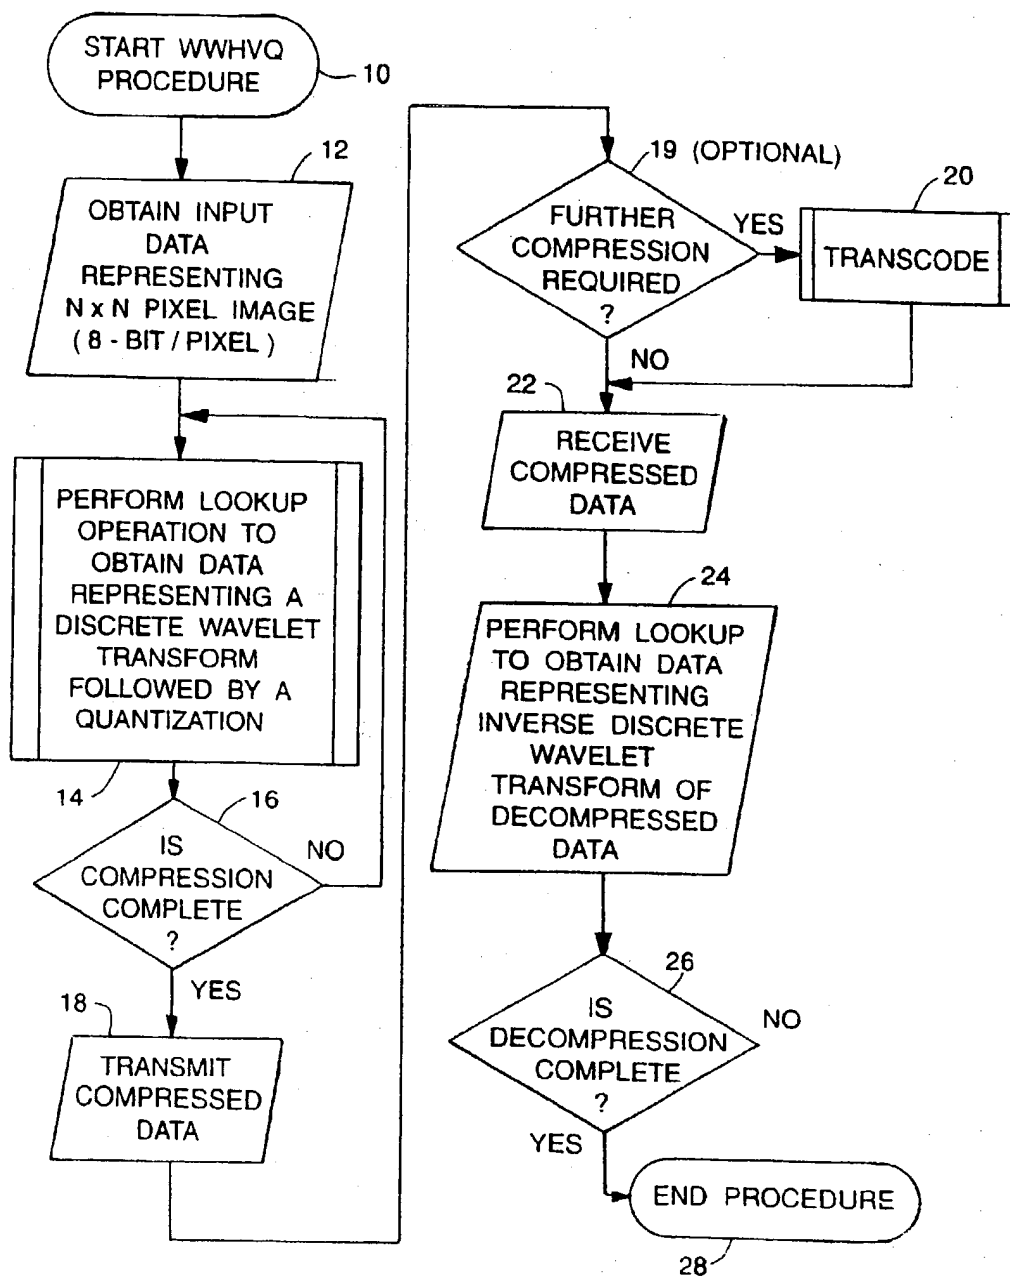 START WWHVQ
PROCEDURE
10
12
OBTAIN INPUT
DATA
REPRESENTING
N x N PIXEL IMAGE
( 8 - BIT / PIXEL )
PERFORM LOOKUP
OPERATION TO
OBTAIN DATA
REPRESENTING A
DISCRETE WAVELET
TRANSFORM
FOLLOWED BY A
QUANTIZATION
14
16
IS
COMPRESSION
COMPLETE
?
NO
YES
18
TRANSMIT
COMPRESSED
DATA
19 (OPTIONAL)
FURTHER
COMPRESSION
REQUIRED
?
YES
20
TRANSCODE
NO
22
RECEIVE
COMPRESSED
DATA
24
PERFORM LOOKUP
TO OBTAIN DATA
REPRESENTING
INVERSE DISCRETE
WAVELET
TRANSFORM OF
DECOMPRESSED
DATA
26
IS
DECOMPRESSION
COMPLETE
?
NO
YES
END PROCEDURE
28